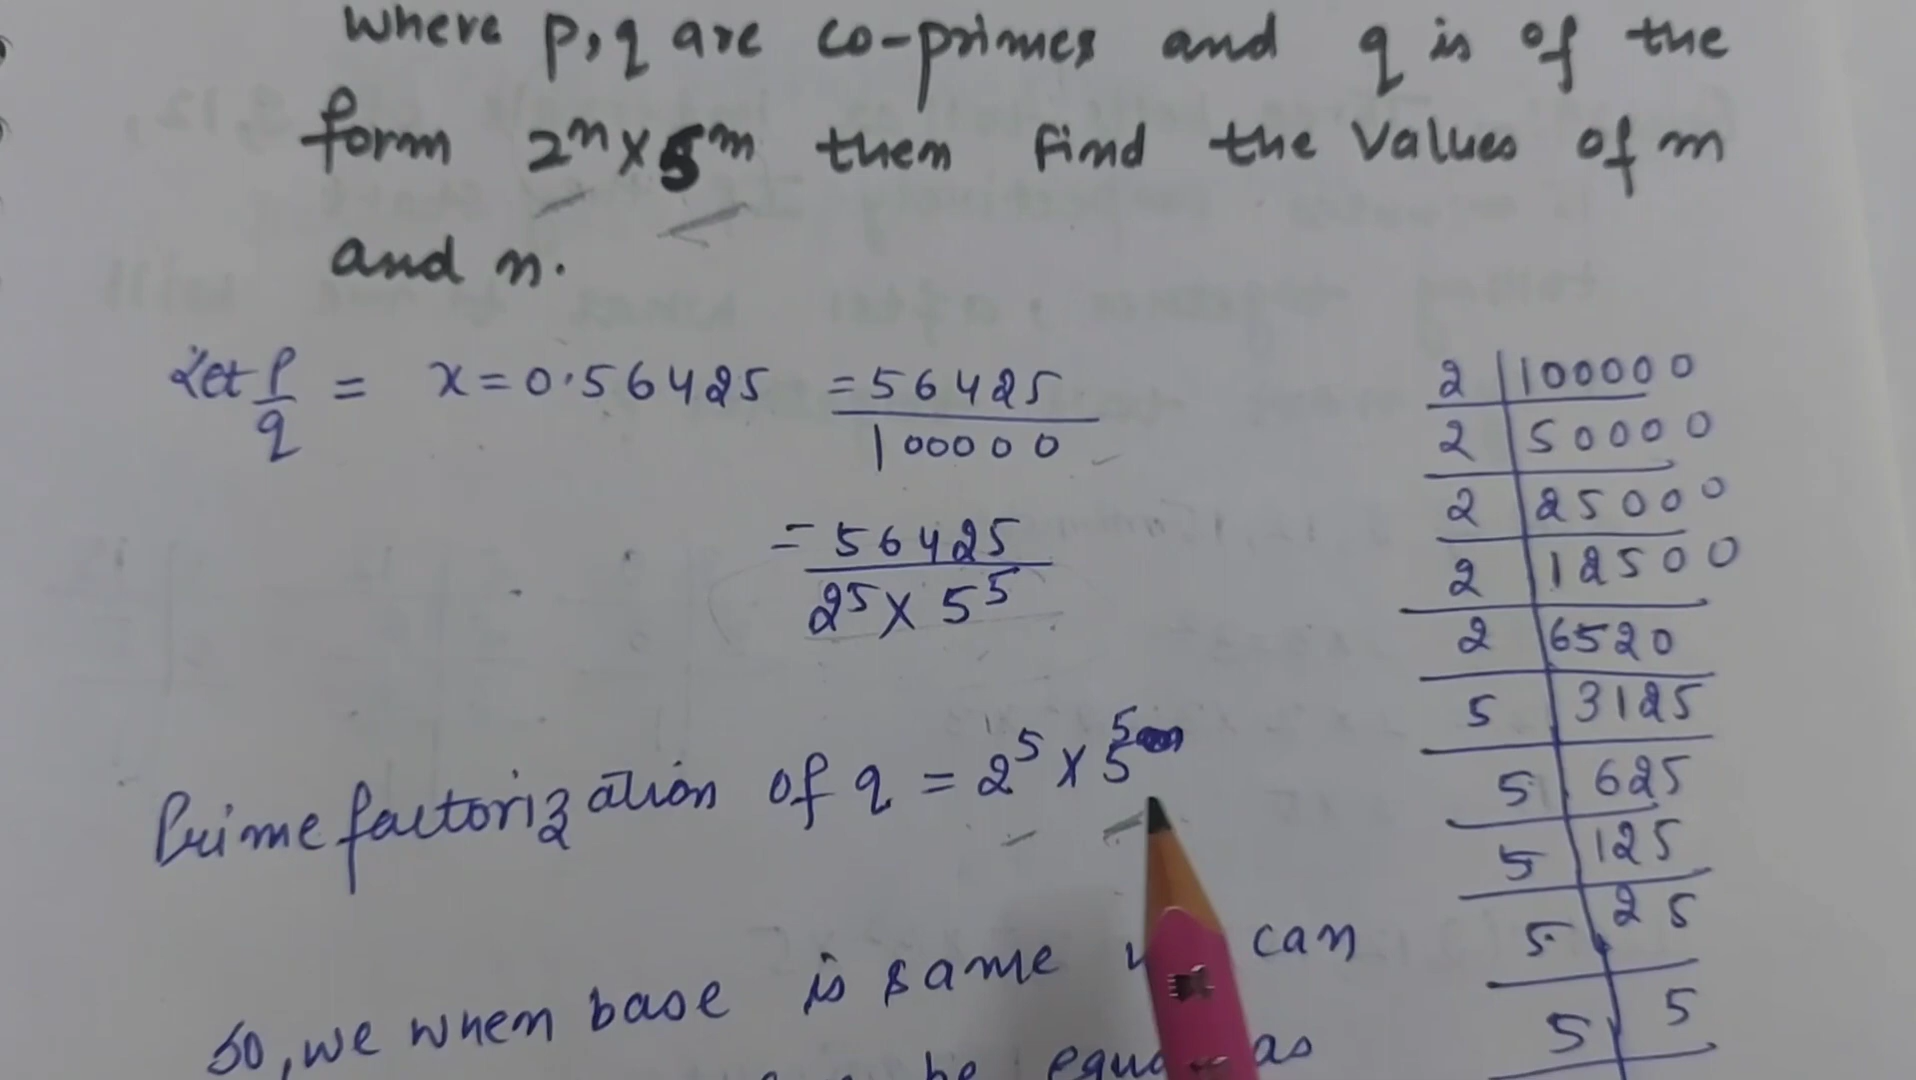 where p,q are co-primes and q is of the
form 2ⁿ×5ᵐ then find the values of m
and n.
Let p/q = x=0.56425 = 56425/100000
= 56425/2⁵×5⁵
Prime factorization of q = 2⁵×5⁵
So, we when base is same can
be as
2 | 100000
2 | 50000
2 | 25000
2 | 12500
2 | 6520
5 | 3125
5 | 625
5 | 125
5 | 25
5 | 5